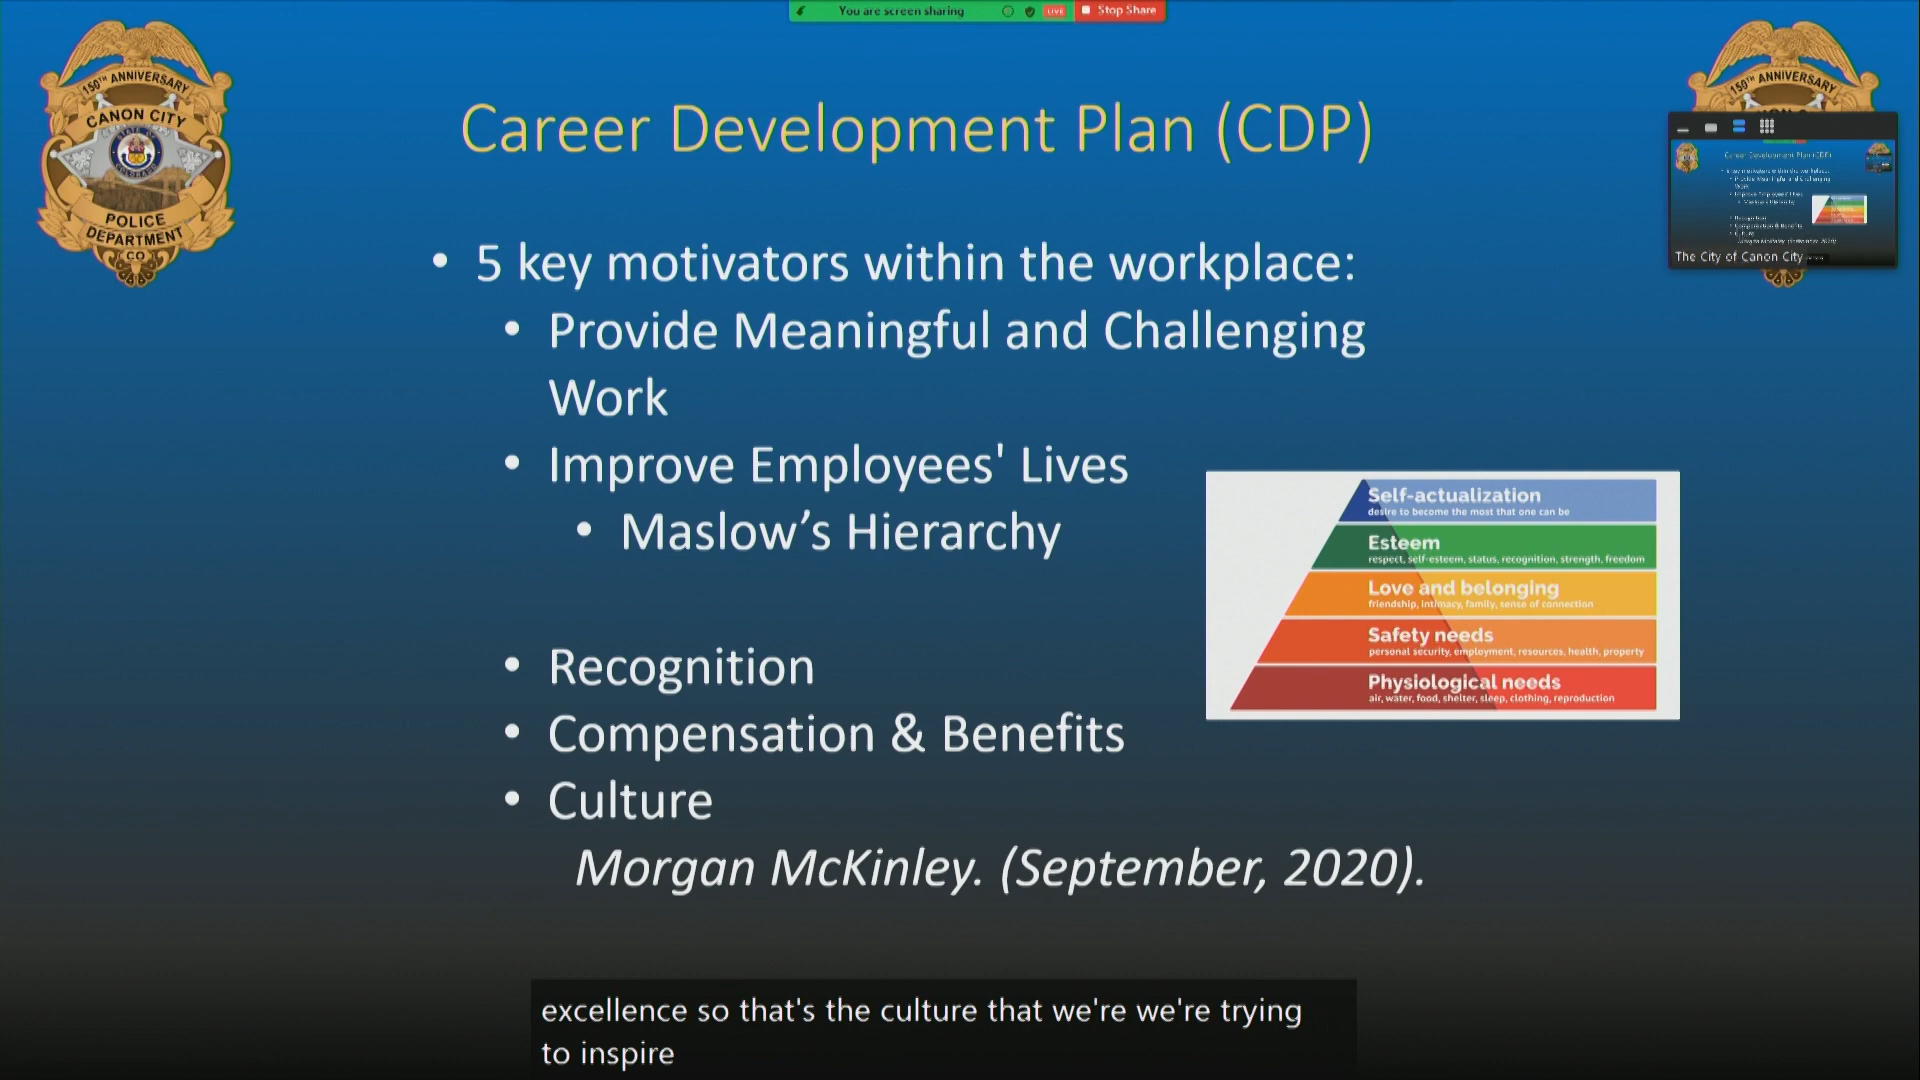 You are screen sharing
LIVE
Stop Share
150TH ANNIVERSARY
CANON CITY
STATE OF
COLORADO
POLICE
DEPARTMENT
CO
150TH ANNIVERSARY
Career Development Plan (CDP)
The City of Canon City
• 5 key motivators within the workplace:
• Provide Meaningful and Challenging
Work
• Improve Employees' Lives
• Maslow’s Hierarchy
• Recognition
• Compensation & Benefits
• Culture
Morgan McKinley. (September, 2020).
Self-actualization
desire to become the most that one can be
Esteem
respect, self-esteem, status, recognition, strength, freedom
Love and belonging
friendship, intimacy, family, sense of connection
Safety needs
personal security, employment, resources, health, property
Physiological needs
air, water, food, shelter, sleep, clothing, reproduction
excellence so that's the culture that we're we're trying
to inspire